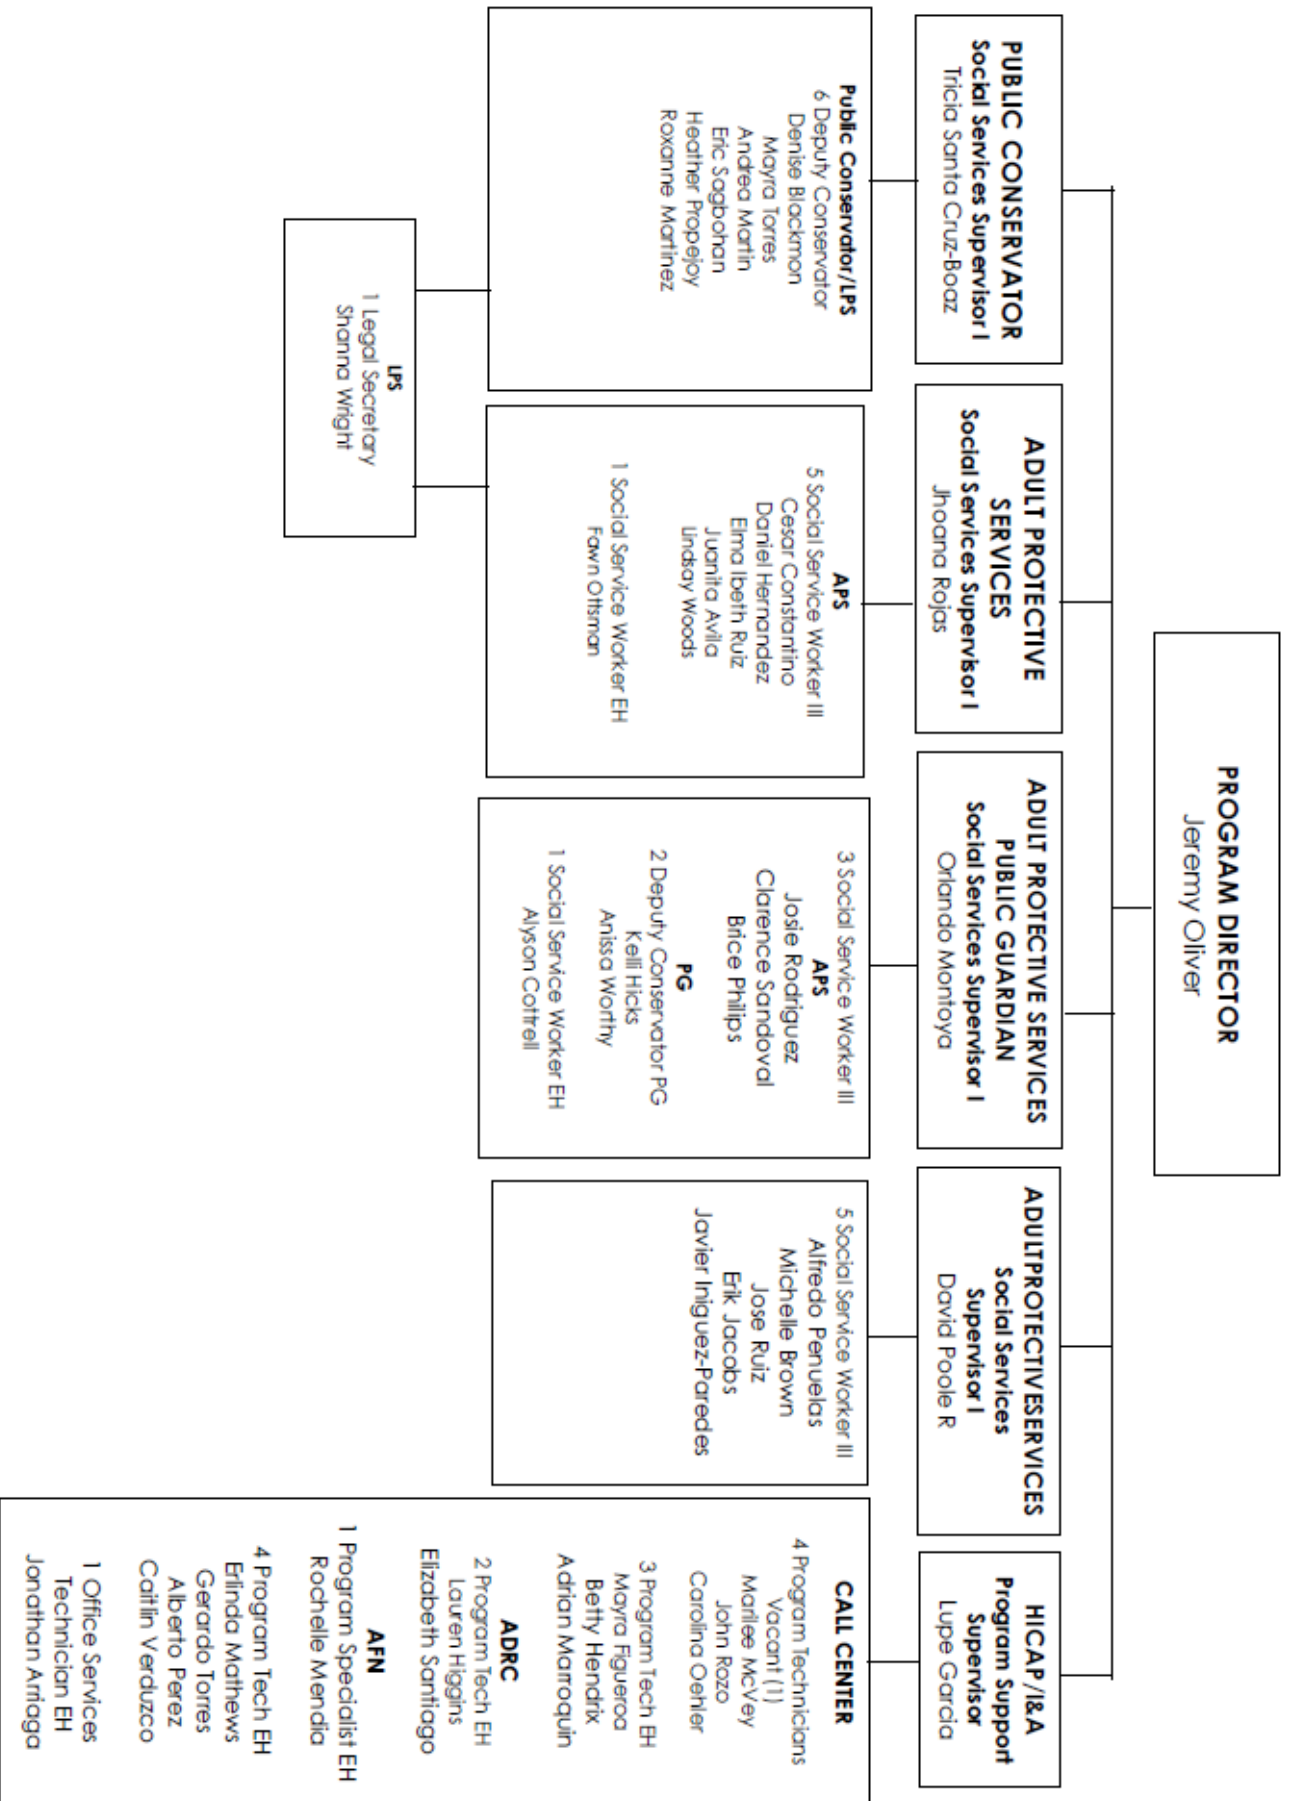 PROGRAM DIRECTOR
Jeremy Oliver
PUBLIC CONSERVATOR
Social Services Supervisor I
Tricia Santa Cruz-Boaz
ADULT PROTECTIVE
SERVICES
Social Services Supervisor I
Jhoana Rojas
ADULT PROTECTIVE SERVICES
PUBLIC GUARDIAN
Social Services Supervisor I
Orlando Montoya
ADULTPROTECTIVESERVICES
Social Services
Supervisor I
David Poole R
HICAP/I&A
Program Support
Supervisor
Lupe Garcia
Public Conservator/LPS
6 Deputy Conservator
Denise Blackmon
Mayra Torres
Andrea Martin
Eric Sagbohan
Heather Propejoy
Roxanne Martinez
APS
5 Social Service Worker III
Cesar Constantino
Daniel Hernandez
Elma Ibeth Ruiz
Juanita Avila
Lindsay Woods
1 Social Service Worker EH
Fawn Ottsman
3 Social Service Worker III
APS
Josie Rodriguez
Clarence Sandoval
Brice Philips
PG
2 Deputy Conservator PG
Kelli Hicks
Anissa Worthy
1 Social Service Worker EH
Alyson Cottrell
5 Social Service Worker III
Alfredo Penuelas
Michelle Brown
Jose Ruiz
Erik Jacobs
Javier Iniguez-Paredes
CALL CENTER
4 Program Technicians
Vacant (1)
Marilee McVey
John Rozo
Carolina Oehler
3 Program Tech EH
Mayra Figueroa
Betty Hendrix
Adrian Marroquin
ADRC
2 Program Tech EH
Lauren Higgins
Elizabeth Santiago
AFN
1 Program Specialist EH
Rochelle Mendia
4 Program Tech EH
Erlinda Mathews
Gerardo Torres
Alberto Perez
Caitlin Verduzco
1 Office Services
Technician EH
Jonathan Arriaga
LPS
1 Legal Secretary
Shanna Wright